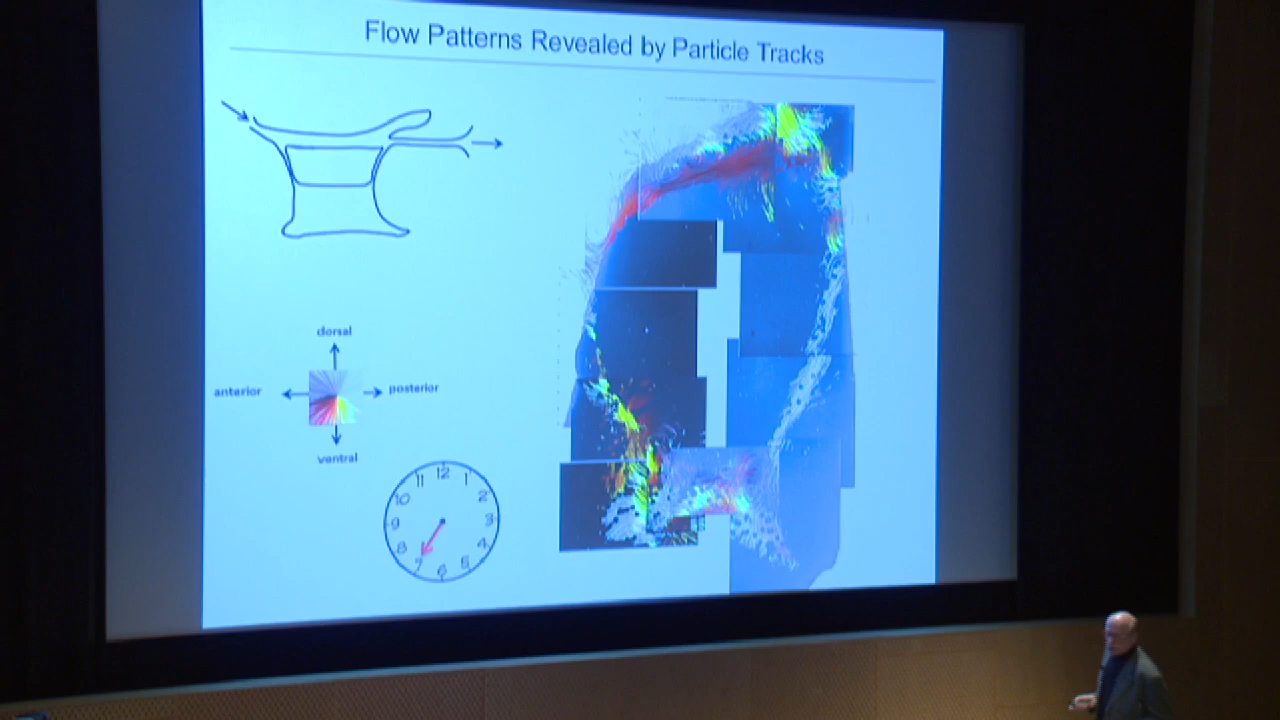 Flow Patterns Revealed by Particle Tracks
dorsal
anterior
posterior
ventral
12
11
1
10
2
9
3
8
4
7
5
6